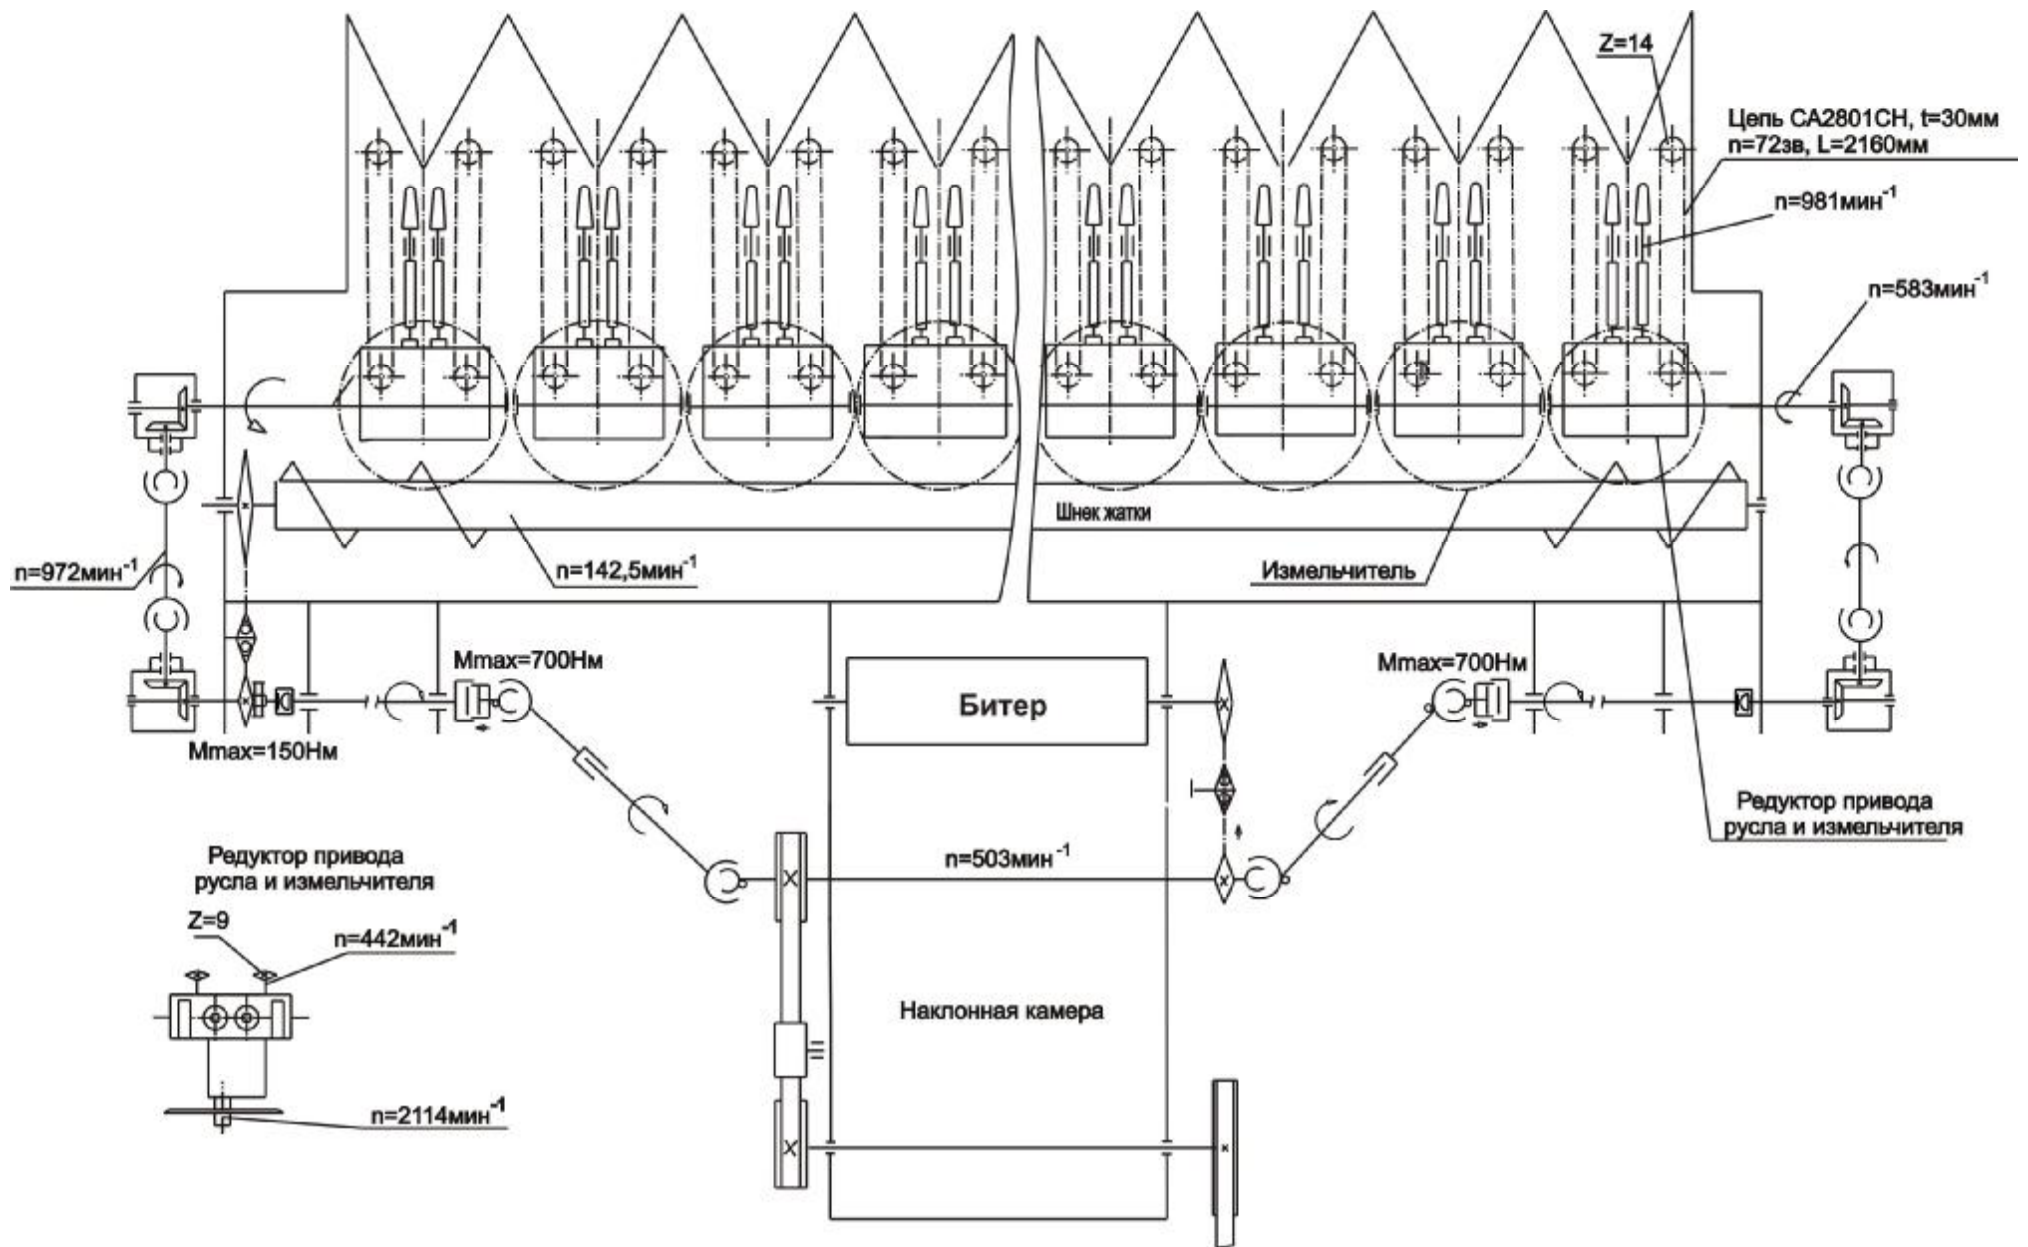 Z=14
Цепь СА2801СН, t=30мм
n=72зв, L=2160мм
n=981мин⁻¹
n=583мин⁻¹
Шнек жатки
n=972мин⁻¹
n=142,5мин⁻¹
Измельчитель
Mmax=700Нм
Mmax=700Нм
Битер
Mmax=150Нм
Редуктор привода
русла и измельчителя
Редуктор привода
русла и измельчителя
n=503мин⁻¹
Z=9
n=442мин⁻¹
Наклонная камера
n=2114мин⁻¹